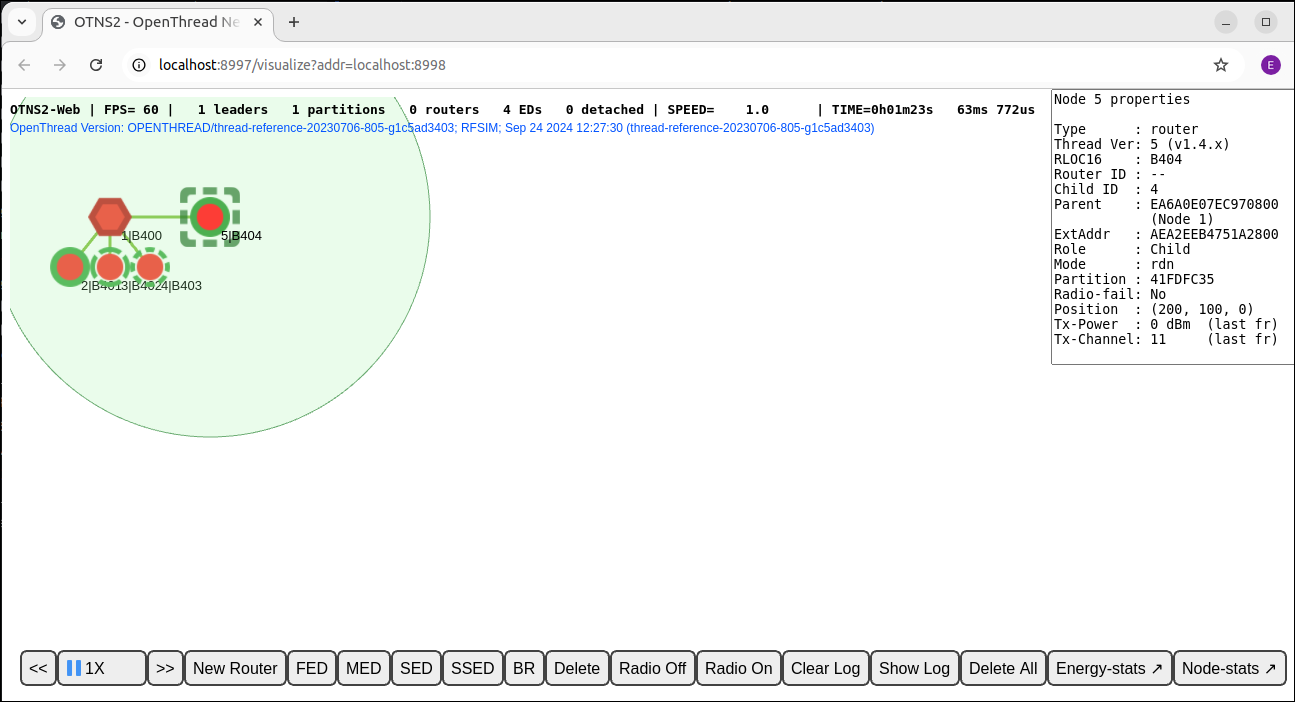 OTNS2 - OpenThread Ne
localhost:8997/visualize?addr=localhost:8998
E
OTNS2-Web | FPS= 60 | 1 leaders 1 partitions 0 routers 4 EDs 0 detached | SPEED= 1.0 | TIME=0h01m23s 63ms 772us
OpenThread Version: OPENTHREAD/thread-reference-20230706-805-g1c5ad3403; RFSIM; Sep 24 2024 12:27:30 (thread-reference-20230706-805-g1c5ad3403)
1|B400
5|B404
2|B401 3|B402 4|B403
Node 5 properties
Type : router
Thread Ver: 5 (v1.4.x)
RLOC16 : B404
Router ID : --
Child ID : 4
Parent : EA6A0E07EC970800
(Node 1)
ExtAddr : AEA2EEB4751A2800
Role : Child
Mode : rdn
Partition : 41FDFC35
Radio-fail: No
Position : (200, 100, 0)
Tx-Power : 0 dBm (last fr)
Tx-Channel: 11 (last fr)
<< 1X >> New Router FED MED SED SSED BR Delete Radio Off Radio On Clear Log Show Log Delete All Energy-stats ↗ Node-stats ↗